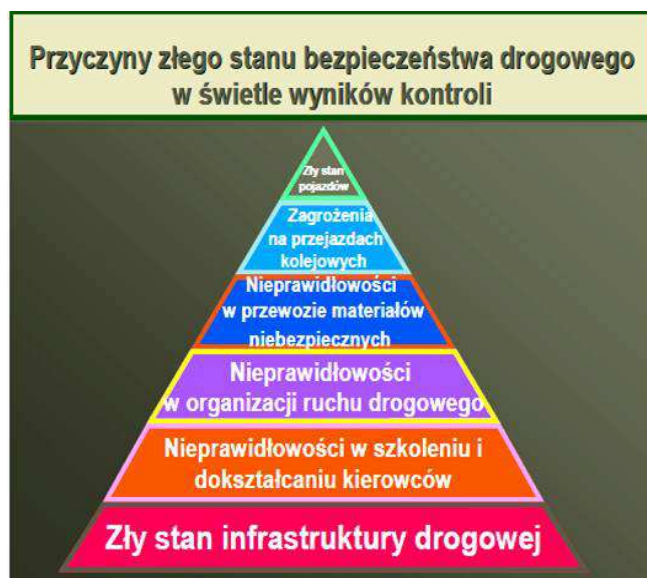 Przyczyny złego stanu bezpieczeństwa drogowego
w świetle wyników kontroli
Zły stan
pojazdów
Zagrożenia
na przejazdach
kolejowych
Nieprawidłowości
w przewozie materiałów
niebezpiecznych
Nieprawidłowości
w organizacji ruchu drogowego
Nieprawidłowości w szkoleniu i
dokształcaniu kierowców
Zły stan infrastruktury drogowej